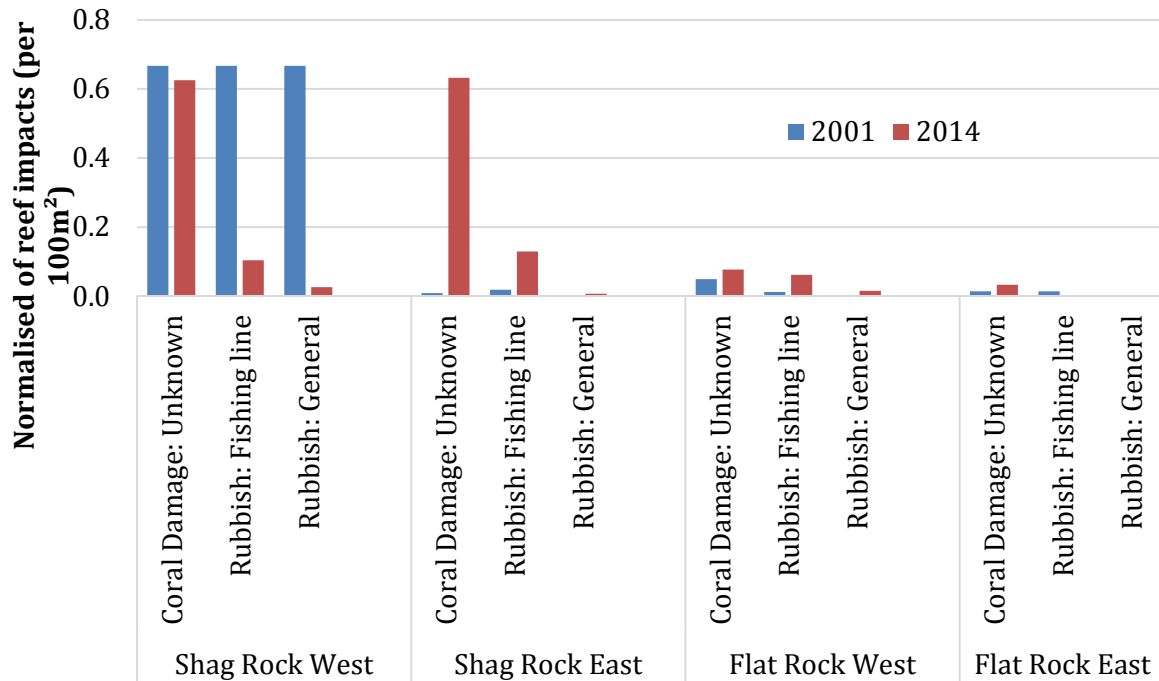 Normalised of reef impacts (per
100m²)
0.8
0.6
0.4
0.2
0.0
2001
2014
Coral Damage: Unknown
Rubbish: Fishing line
Rubbish: General
Coral Damage: Unknown
Rubbish: Fishing line
Rubbish: General
Coral Damage: Unknown
Rubbish: Fishing line
Rubbish: General
Coral Damage: Unknown
Rubbish: Fishing line
Rubbish: General
Shag Rock West
Shag Rock East
Flat Rock West
Flat Rock East